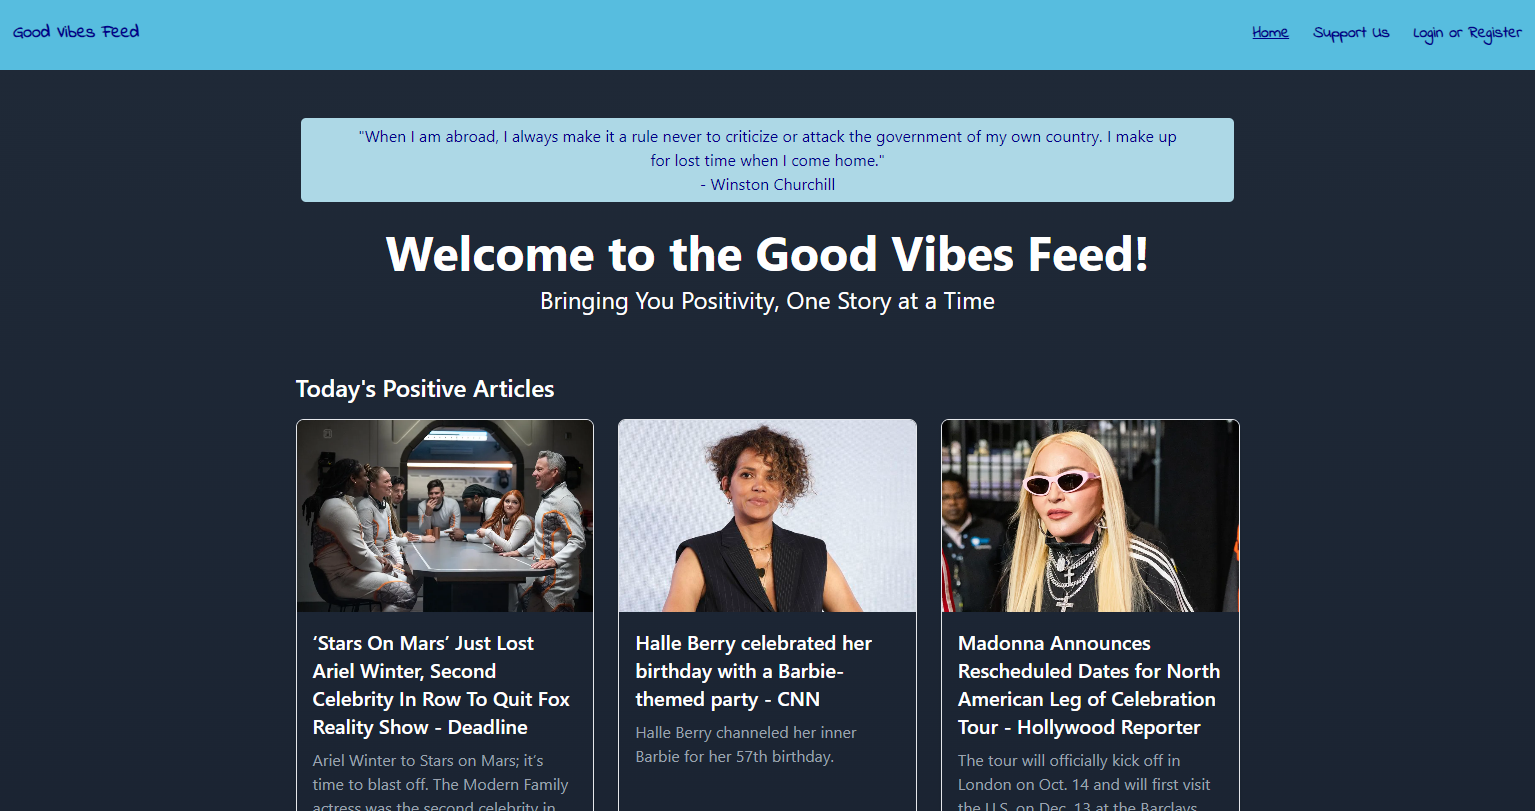 Good Vibes Feed
Home Support Us Login or Register
"When I am abroad, I always make it a rule never to criticize or attack the government of my own country. I make up
for lost time when I come home."
- Winston Churchill
Welcome to the Good Vibes Feed!
Bringing You Positivity, One Story at a Time
Today's Positive Articles
‘Stars On Mars’ Just Lost
Ariel Winter, Second
Celebrity In Row To Quit Fox
Reality Show - Deadline
Ariel Winter to Stars on Mars; it’s
time to blast off. The Modern Family
actress was the second celebrity in
Halle Berry celebrated her
birthday with a Barbie-
themed party - CNN
Halle Berry channeled her inner
Barbie for her 57th birthday.
Madonna Announces
Rescheduled Dates for North
American Leg of Celebration
Tour - Hollywood Reporter
The tour will officially kick off in
London on Oct. 14 and will first visit
the U.S. on Dec. 13 at the Barclays